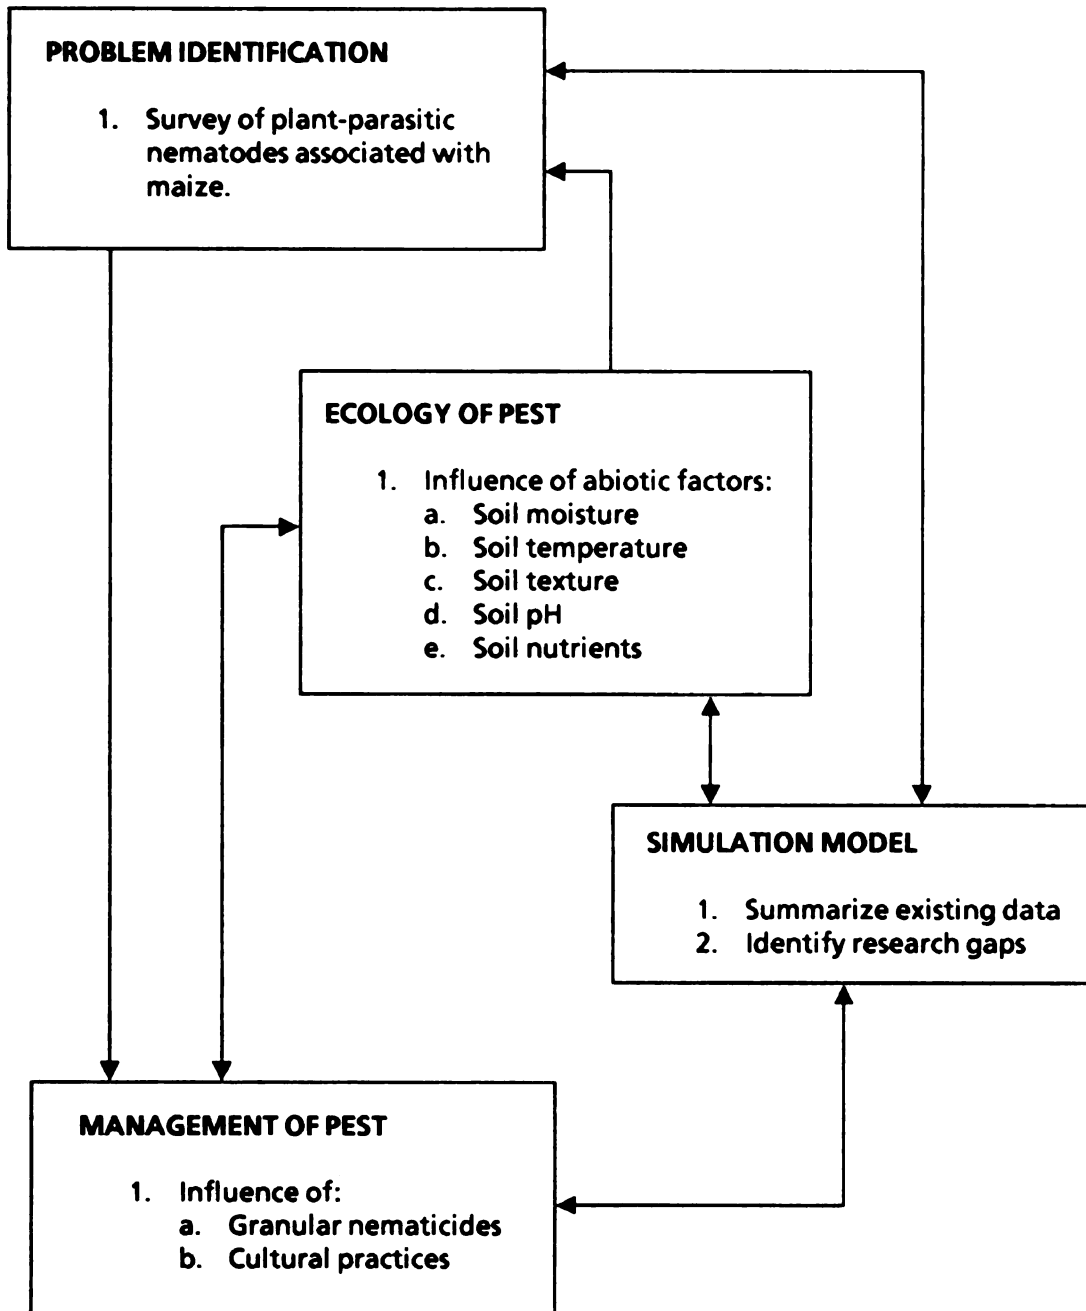 PROBLEM IDENTIFICATION
1. Survey of plant-parasitic
nematodes associated with
maize.
ECOLOGY OF PEST
1. Influence of abiotic factors:
a. Soil moisture
b. Soil temperature
c. Soil texture
d. Soil pH
e. Soil nutrients
SIMULATION MODEL
1. Summarize existing data
2. Identify research gaps
MANAGEMENT OF PEST
1. Influence of:
a. Granular nematicides
b. Cultural practices